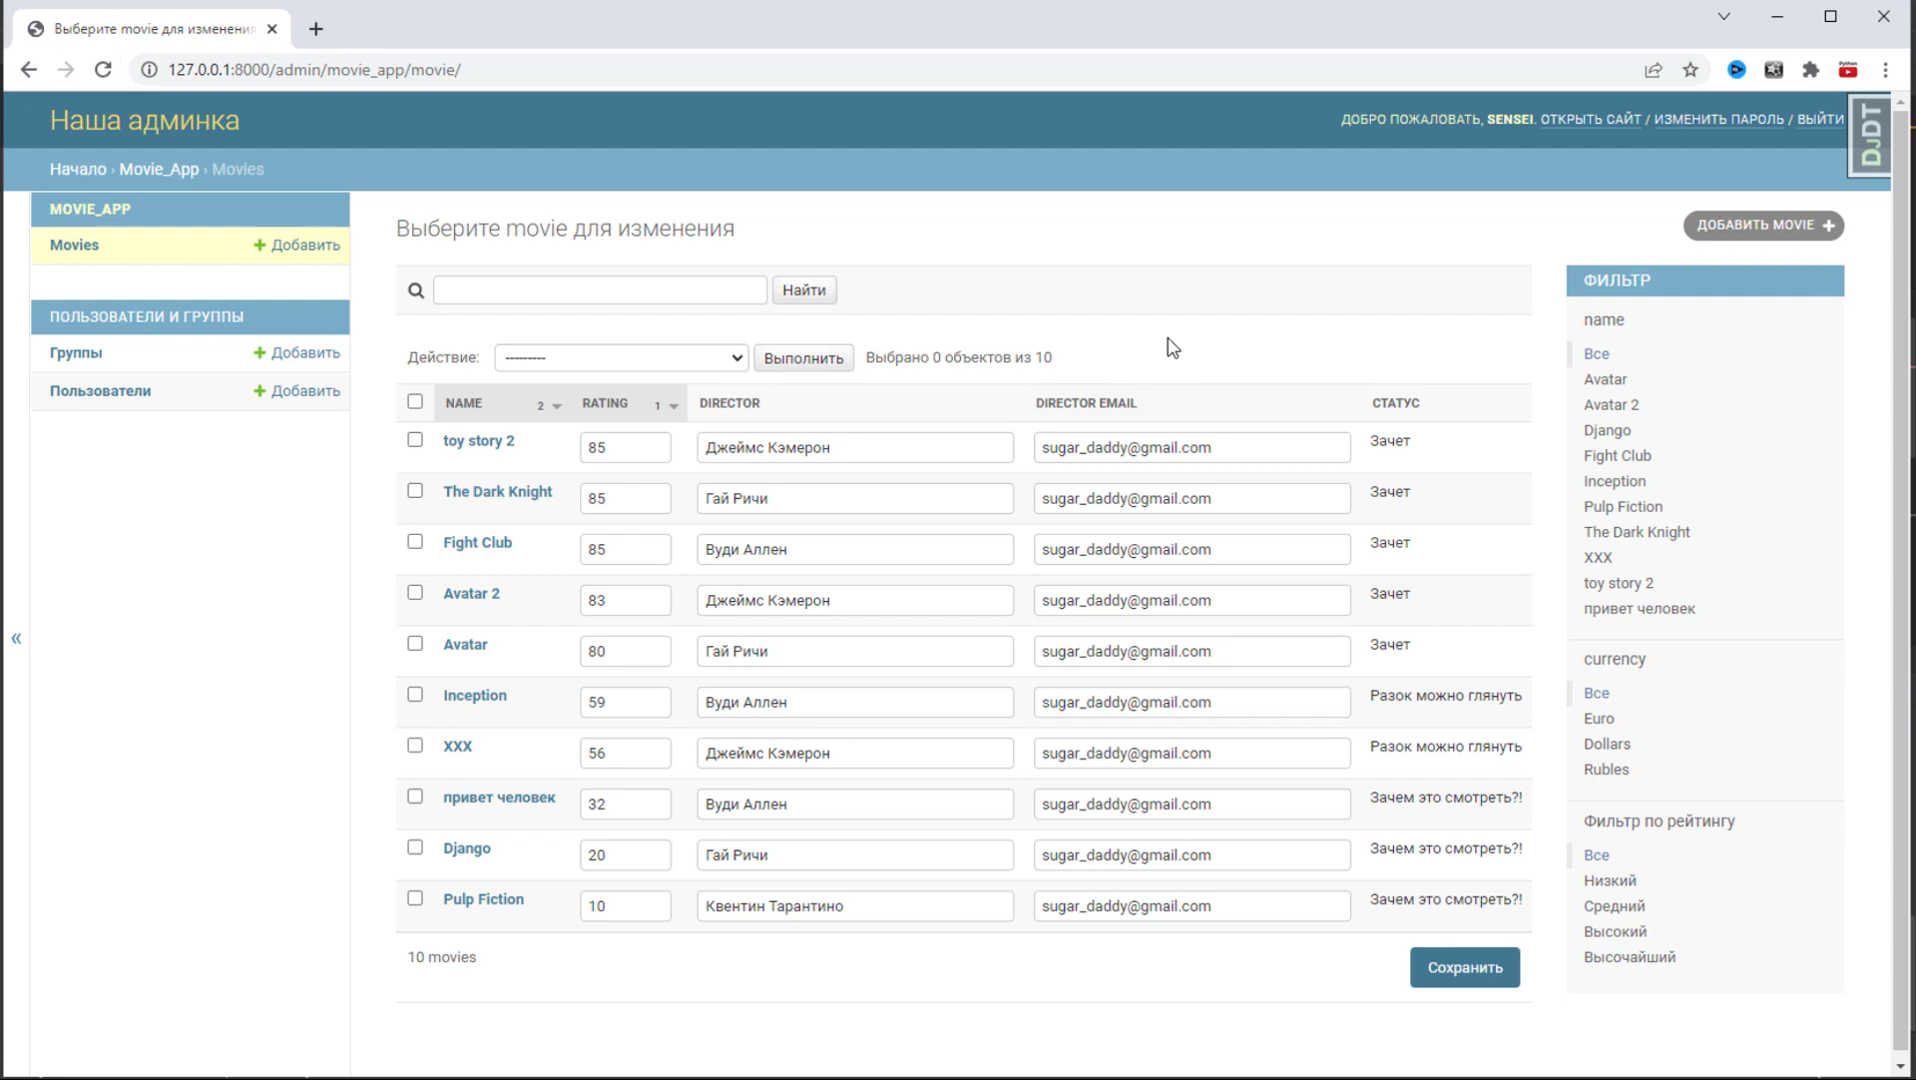 Выберите movie для изменения
127.0.0.1:8000/admin/movie_app/movie/
Python
Наша админка
ДОБРО ПОЖАЛОВАТЬ, SENSEI. ОТКРЫТЬ САЙТ / ИЗМЕНИТЬ ПАРОЛЬ / ВЫЙТИ
DjDT
Начало › Movie_App › Movies
MOVIE_APP
Movies + Добавить
ПОЛЬЗОВАТЕЛИ И ГРУППЫ
Группы + Добавить
Пользователи + Добавить
«
Выберите movie для изменения
ДОБАВИТЬ MOVIE +
Найти
Действие: --------- Выполнить Выбрано 0 объектов из 10
NAME 2 RATING 1 DIRECTOR DIRECTOR EMAIL СТАТУС
toy story 2 85 Джеймс Кэмерон sugar_daddy@gmail.com Зачет
The Dark Knight 85 Гай Ричи sugar_daddy@gmail.com Зачет
Fight Club 85 Вуди Аллен sugar_daddy@gmail.com Зачет
Avatar 2 83 Джеймс Кэмерон sugar_daddy@gmail.com Зачет
Avatar 80 Гай Ричи sugar_daddy@gmail.com Зачет
Inception 59 Вуди Аллен sugar_daddy@gmail.com Разок можно глянуть
XXX 56 Джеймс Кэмерон sugar_daddy@gmail.com Разок можно глянуть
привет человек 32 Вуди Аллен sugar_daddy@gmail.com Зачем это смотреть?!
Django 20 Гай Ричи sugar_daddy@gmail.com Зачем это смотреть?!
Pulp Fiction 10 Квентин Тарантино sugar_daddy@gmail.com Зачем это смотреть?!
10 movies
Сохранить
ФИЛЬТР
name
Все
Avatar
Avatar 2
Django
Fight Club
Inception
Pulp Fiction
The Dark Knight
XXX
toy story 2
привет человек
currency
Все
Euro
Dollars
Rubles
Фильтр по рейтингу
Все
Низкий
Средний
Высокий
Высочайший